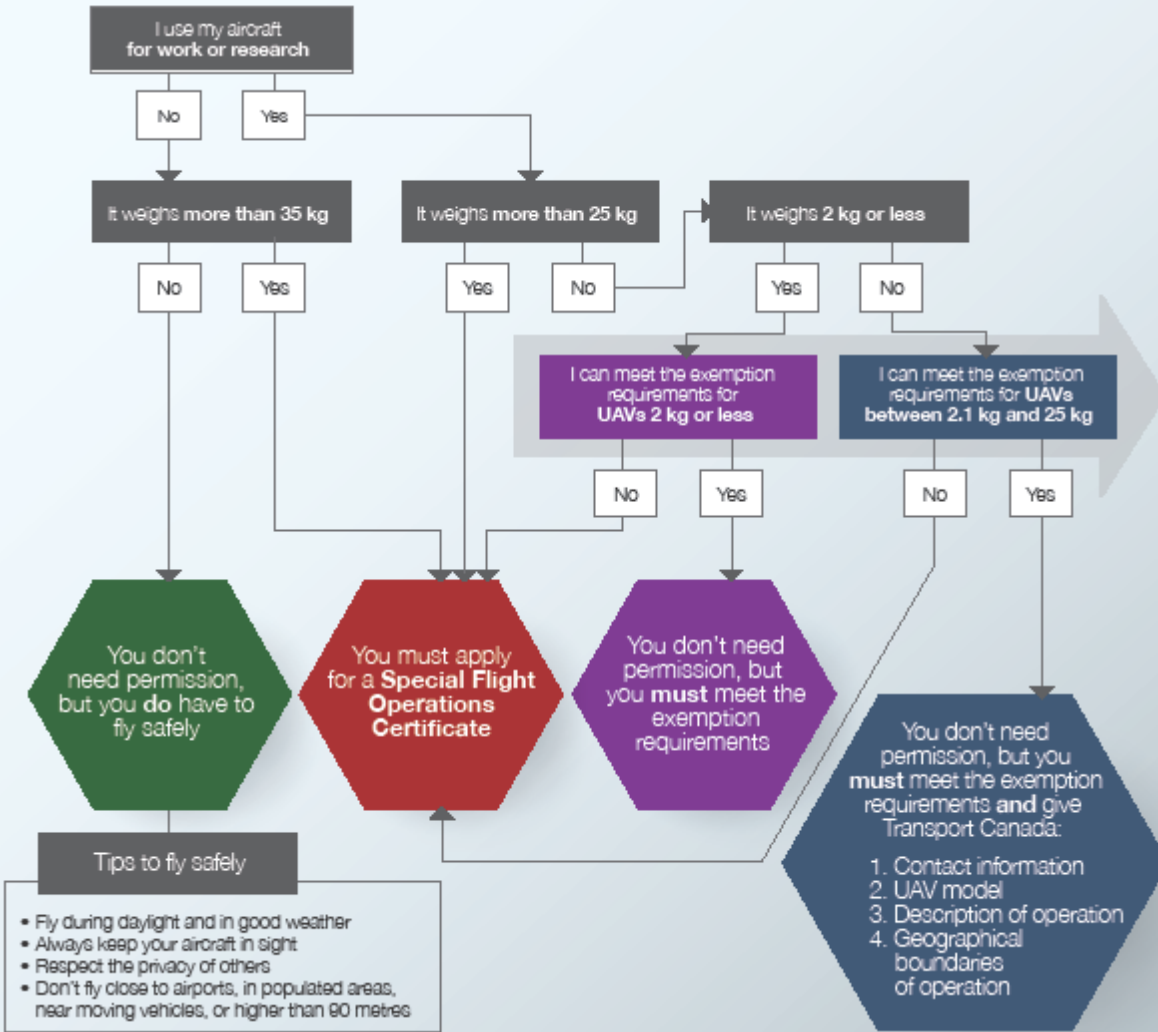 I use my aircraft
for work or research
No
Yes
It weighs more than 35 kg
It weighs more than 25 kg
It weighs 2 kg or less
No
Yes
Yes
No
Yes
No
I can meet the exemption
requirements for
UAVs 2 kg or less
I can meet the exemption
requirements for UAVs
between 2.1 kg and 25 kg
No
Yes
No
Yes
You don't
need permission,
but you do have to
fly safely
You must apply
for a Special Flight
Operations
Certificate
You don't need
permission, but
you must meet the
exemption
requirements
You don't need
permission, but you
must meet the exemption
requirements and give
Transport Canada:
1. Contact information
2. UAV model
3. Description of operation
4. Geographical
boundaries
of operation
Tips to fly safely
• Fly during daylight and in good weather
• Always keep your aircraft in sight
• Respect the privacy of others
• Don't fly close to airports, in populated areas,
near moving vehicles, or higher than 90 metres